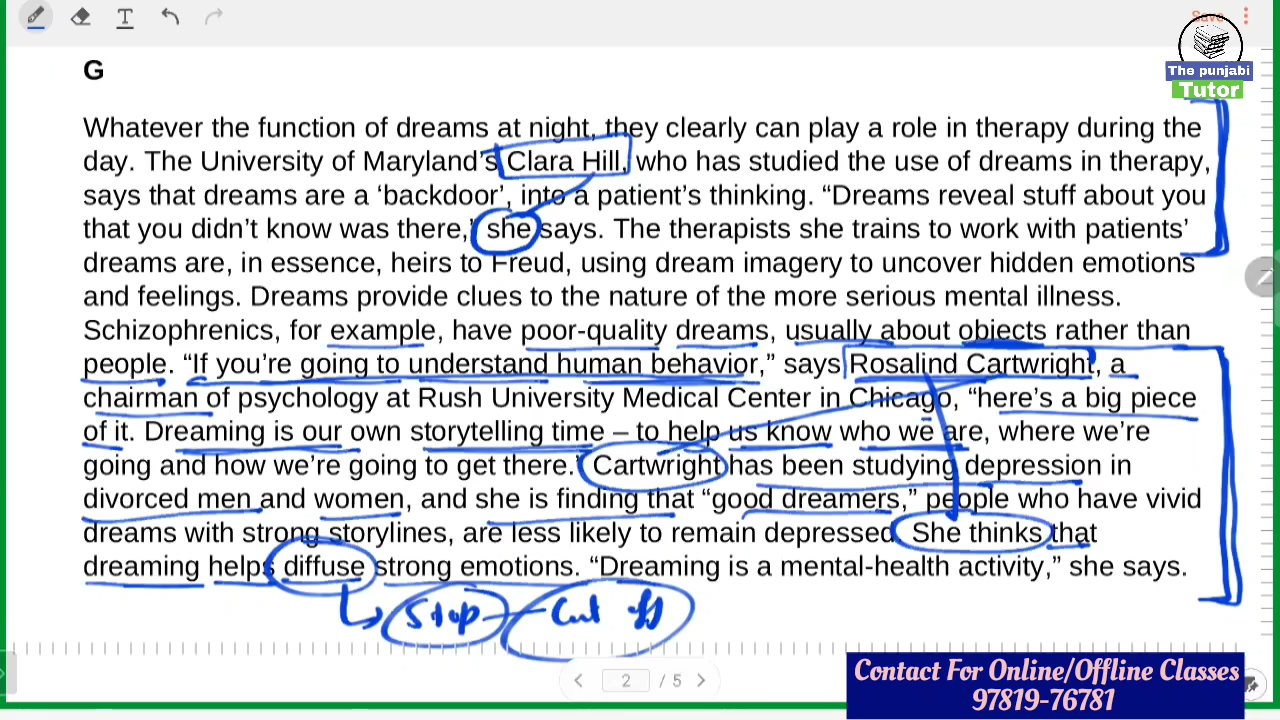 Save
The punjabi
Tutor
G
Whatever the function of dreams at night, they clearly can play a role in therapy during the
day. The University of Maryland's Clara Hill, who has studied the use of dreams in therapy,
says that dreams are a ‘backdoor’, into a patient's thinking. “Dreams reveal stuff about you
that you didn't know was there,” she says. The therapists she trains to work with patients’
dreams are, in essence, heirs to Freud, using dream imagery to uncover hidden emotions
and feelings. Dreams provide clues to the nature of the more serious mental illness.
Schizophrenics, for example, have poor-quality dreams, usually about objects rather than
people. “If you’re going to understand human behavior,” says Rosalind Cartwright, a
chairman of psychology at Rush University Medical Center in Chicago, “here’s a big piece
of it. Dreaming is our own storytelling time – to help us know who we are, where we’re
going and how we’re going to get there.” Cartwright has been studying depression in
divorced men and women, and she is finding that “good dreamers,” people who have vivid
dreams with strong storylines, are less likely to remain depressed. She thinks that
dreaming helps diffuse strong emotions. “Dreaming is a mental-health activity,” she says.
Stop Cut off
2 / 5
Contact For Online/Offline Classes
97819-76781